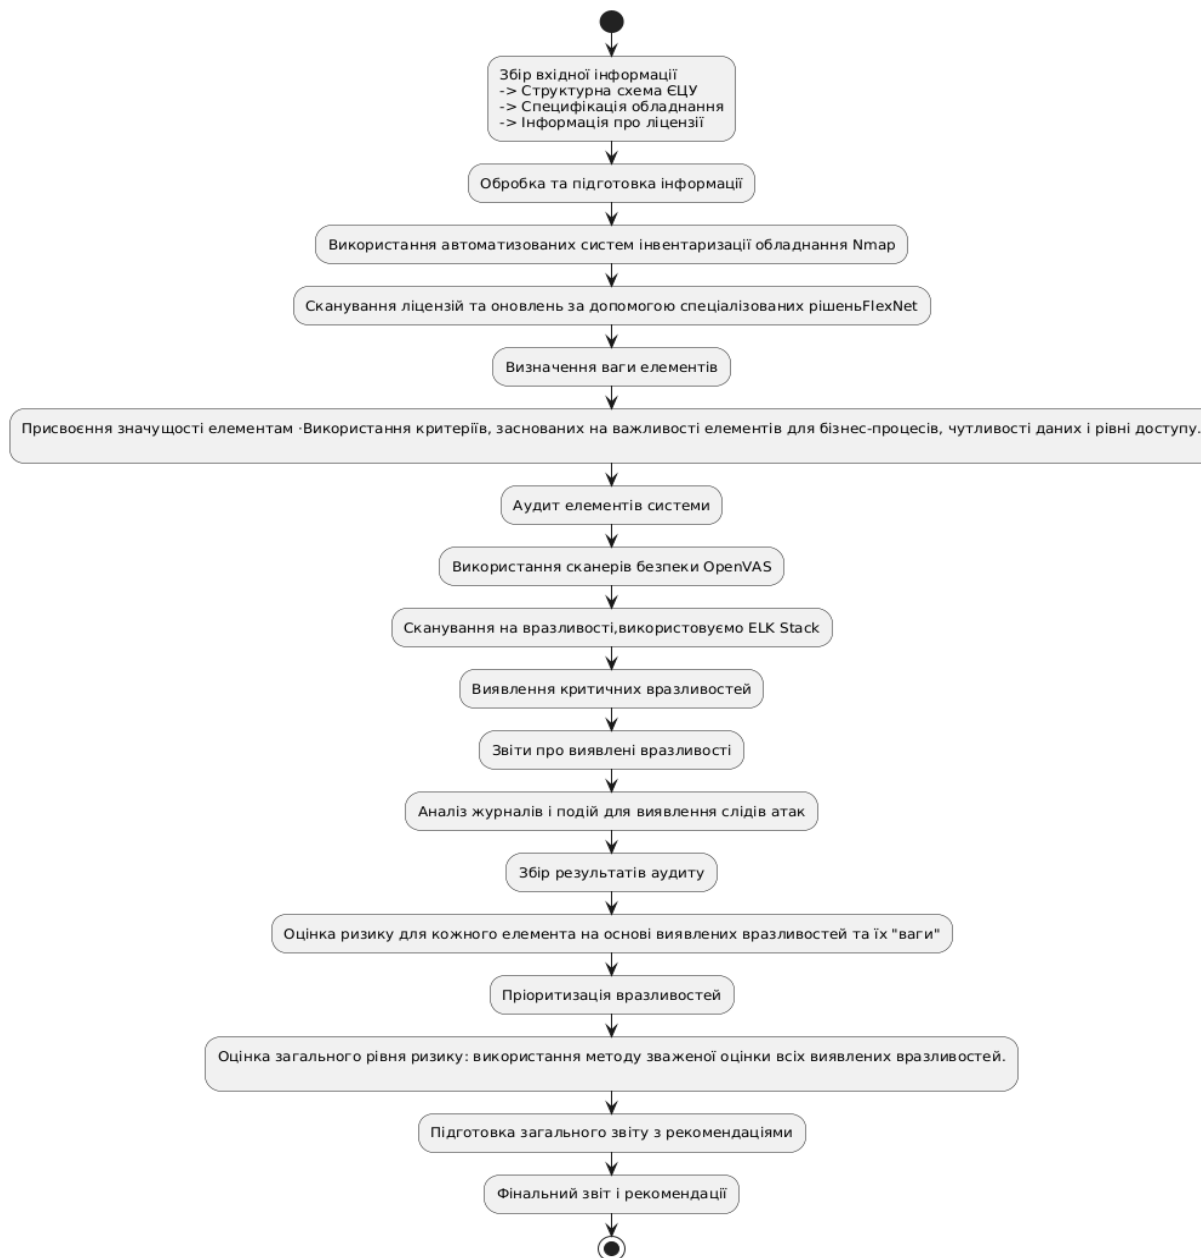 Збір вхідної інформації
-> Структурна схема ЄЦУ
-> Специфікація обладнання
-> Інформація про ліцензії
Обробка та підготовка інформації
Використання автоматизованих систем інвентаризації обладнання Nmap
Сканування ліцензій та оновлень за допомогою спеціалізованих рішеньFlexNet
Визначення ваги елементів
Присвоєння значущості елементам ·Використання критеріїв, заснованих на важливості елементів для бізнес-процесів, чутливості даних і рівні доступу.
Аудит елементів системи
Використання сканерів безпеки OpenVAS
Сканування на вразливості,використовуємо ELK Stack
Виявлення критичних вразливостей
Звіти про виявлені вразливості
Аналіз журналів і подій для виявлення слідів атак
Збір результатів аудиту
Оцінка ризику для кожного елемента на основі виявлених вразливостей та їх "ваги"
Пріоритизація вразливостей
Оцінка загального рівня ризику: використання методу зваженої оцінки всіх виявлених вразливостей.
Підготовка загального звіту з рекомендаціями
Фінальний звіт і рекомендації